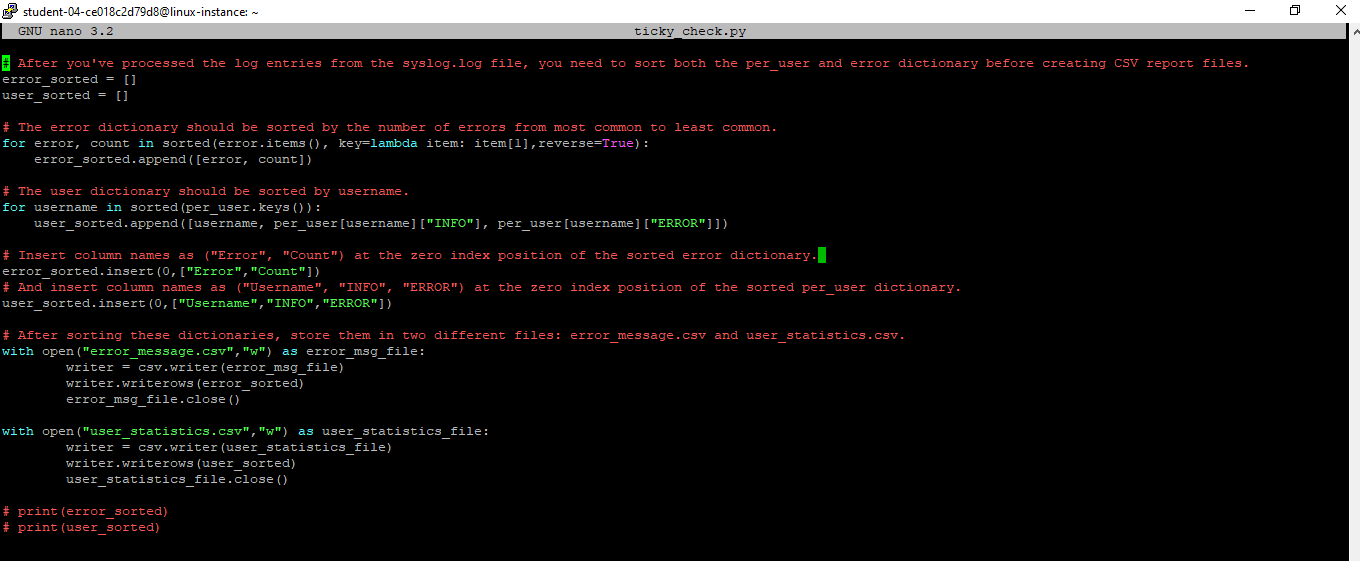 student-04-ce018c2d79d8@linux-instance: ~
GNU nano 3.2 ticky_check.py
# After you've processed the log entries from the syslog.log file, you need to sort both the per_user and error dictionary before creating CSV report files.
error_sorted = []
user_sorted = []
# The error dictionary should be sorted by the number of errors from most common to least common.
for error, count in sorted(error.items(), key=lambda item: item[1],reverse=True):
    error_sorted.append([error, count])
# The user dictionary should be sorted by username.
for username in sorted(per_user.keys()):
    user_sorted.append([username, per_user[username]["INFO"], per_user[username]["ERROR"]])
# Insert column names as ("Error", "Count") at the zero index position of the sorted error dictionary.
error_sorted.insert(0,["Error","Count"])
# And insert column names as ("Username", "INFO", "ERROR") at the zero index position of the sorted per_user dictionary.
user_sorted.insert(0,["Username","INFO","ERROR"])
# After sorting these dictionaries, store them in two different files: error_message.csv and user_statistics.csv.
with open("error_message.csv","w") as error_msg_file:
        writer = csv.writer(error_msg_file)
        writer.writerows(error_sorted)
        error_msg_file.close()
with open("user_statistics.csv","w") as user_statistics_file:
        writer = csv.writer(user_statistics_file)
        writer.writerows(user_sorted)
        user_statistics_file.close()
# print(error_sorted)
# print(user_sorted)